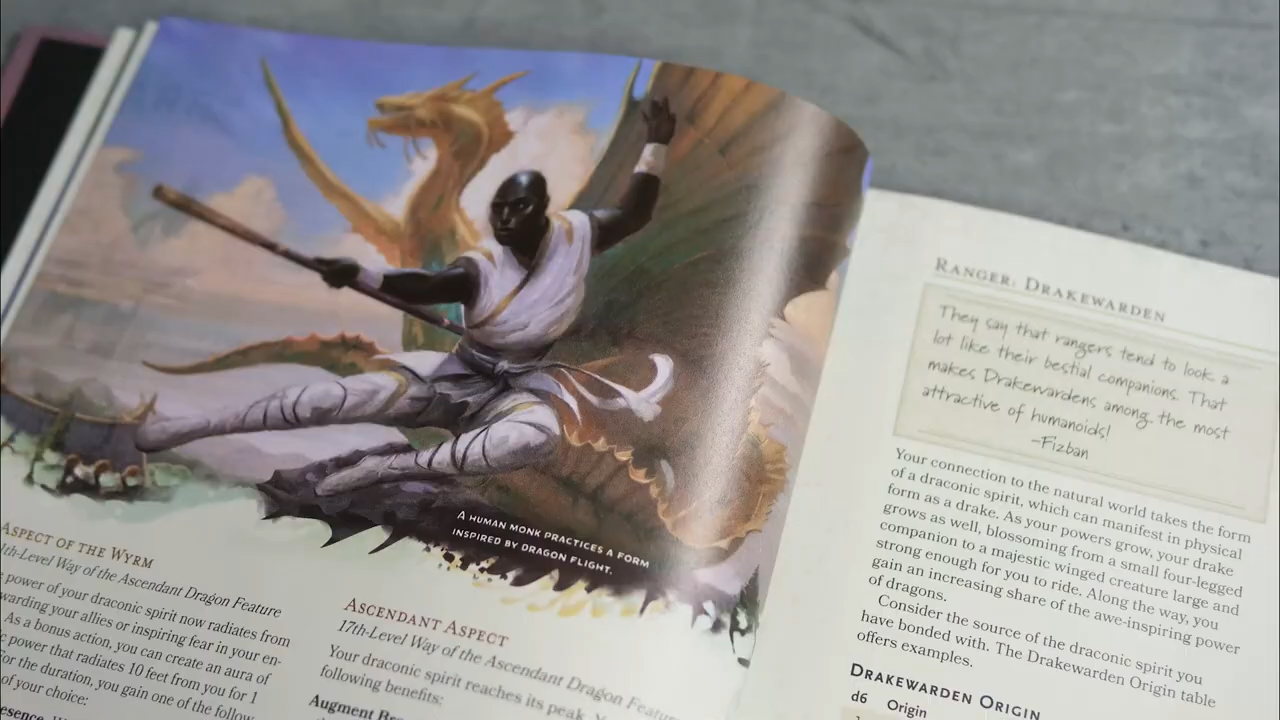 A HUMAN MONK PRACTICES A FORM
INSPIRED BY DRAGON FLIGHT.
ASPECT OF THE WYRM
th-Level Way of the Ascendant Dragon Feature
power of your draconic spirit now radiates from
warding your allies or inspiring fear in your en-
As a bonus action, you can create an aura of
power that radiates 10 feet from you for 1
or the duration, you gain one of the follow
of your choice:
ASCENDANT ASPECT
17th-Level Way of the Ascendant Dragon Featur
Your draconic spirit reaches its peak.
following benefits:
Augment
RANGER: DRAKEWARDEN
They say that rangers tend to look a
lot like their bestial companions. That
makes Drakewardens among the most
attractive of humanoids!
-Fizban
Your connection to the natural world takes the form
of a draconic spirit, which can manifest in physical
form as a drake. As your powers grow, your drake
grows as well, blossoming from a small four-legged
companion to a majestic winged creature large and
strong enough for you to ride. Along the way, you
gain an increasing share of the awe-inspiring power
of dragons.
Consider the source of the draconic spirit you
have bonded with. The Drakewarden Origin table
offers examples.
DRAKEWARDEN ORIGIN
d6 Origin